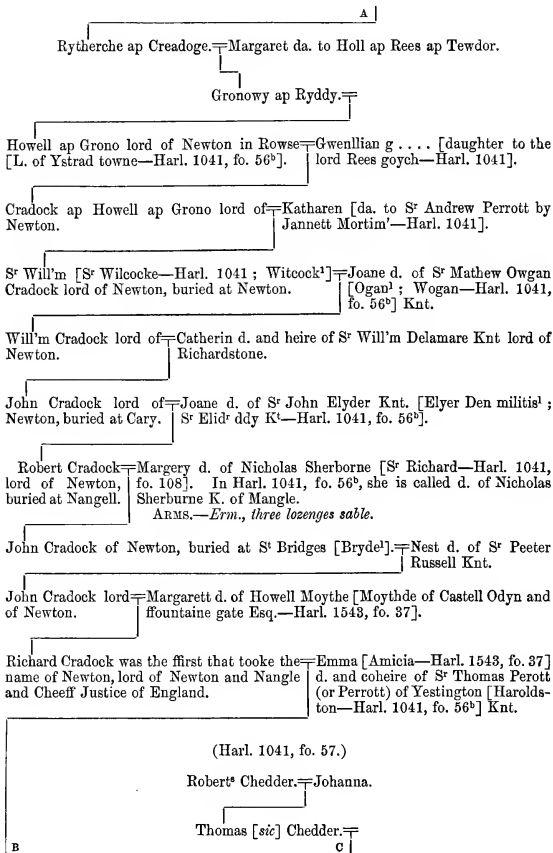 A
Rytherche ap Creadoge.╤Margaret da. to Holl ap Rees ap Tewdor.
Gronowy ap Ryddy.╤
Howell ap Grono lord of Newton in Rowse╤Gwenllian g . . . . [daughter to the
[L. of Ystrad towne—Harl. 1041, fo. 56ᵇ]. lord Rees goych—Harl. 1041].
Cradock ap Howell ap Grono lord of╤Katharen [da. to Sʳ Andrew Perrott by
Newton. Jannett Mortim'—Harl. 1041].
Sʳ Will'm [Sʳ Wilcocke—Harl. 1041 ; Witcock¹]╤Joane d. of Sʳ Mathew Owgan
Cradock lord of Newton, buried at Newton. [Ogan¹ ; Wogan—Harl. 1041,
fo. 56ᵇ] Knt.
Will'm Cradock lord of╤Catherin d. and heire of Sʳ Will'm Delamare Knt lord of
Newton. Richardstone.
John Cradock lord of╤Joane d. of Sʳ John Elyder Knt. [Elyer Den militis¹ ;
Newton, buried at Cary. Sʳ Elidʳ ddy Kᵗ—Harl. 1041, fo. 56ᵇ].
Robert Cradock╤Margery d. of Nicholas Sherborne [Sʳ Richard—Harl. 1041,
lord of Newton, fo. 108]. In Harl. 1041, fo. 56ᵇ, she is called d. of Nicholas
buried at Nangell. Sherburne K. of Mangle.
ARMS.—Erm., three lozenges sable.
John Cradock of Newton, buried at Sᵗ Bridges [Bryde¹].╤Nest d. of Sʳ Peeter
Russell Knt.
John Cradock lord╤Margarett d. of Howell Moythe [Moythde of Castell Odyn and
of Newton. ffountaine gate Esq.—Harl. 1543, fo. 37].
Richard Cradock was the ffirst that tooke the╤Emma [Amicia—Harl. 1543, fo. 37]
name of Newton, lord of Newton and Nangle d. and coheire of Sʳ Thomas Perott
and Cheeff Justice of England. (or Perrott) of Yestington [Harolds-
ton—Harl. 1041, fo. 56ᵇ] Knt.
(Harl. 1041, fo. 57.)
Robertˢ Chedder.╤Johanna.
Thomas [sic] Chedder.╤
B C